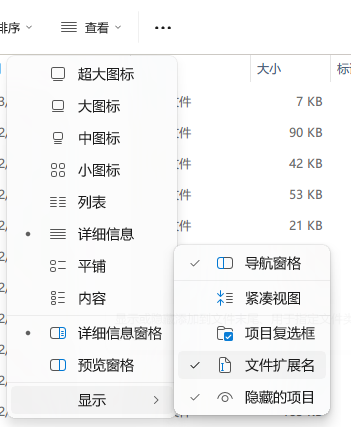 排序
查看
大小
超大图标
大图标
文件
7 KB
中图标
文件
90 KB
小图标
文件
42 KB
列表
文件
53 KB
详细信息
文件
21 KB
平铺
导航窗格
内容
紧凑视图
详细信息窗格
项目复选框
预览窗格
文件扩展名
显示
隐藏的项目